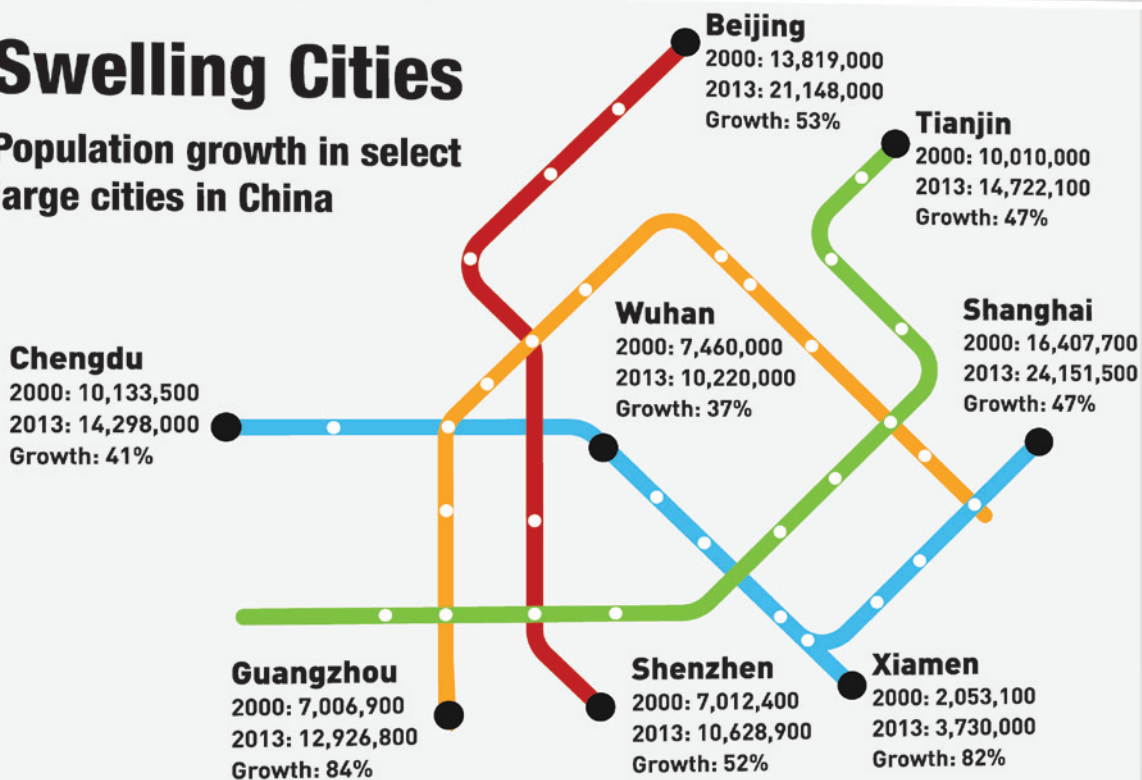 Swelling Cities
Population growth in select
large cities in China
Beijing
2000: 13,819,000
2013: 21,148,000
Growth: 53%
Tianjin
2000: 10,010,000
2013: 14,722,100
Growth: 47%
Wuhan
2000: 7,460,000
2013: 10,220,000
Growth: 37%
Shanghai
2000: 16,407,700
2013: 24,151,500
Growth: 47%
Chengdu
2000: 10,133,500
2013: 14,298,000
Growth: 41%
Guangzhou
2000: 7,006,900
2013: 12,926,800
Growth: 84%
Shenzhen
2000: 7,012,400
2013: 10,628,900
Growth: 52%
Xiamen
2000: 2,053,100
2013: 3,730,000
Growth: 82%